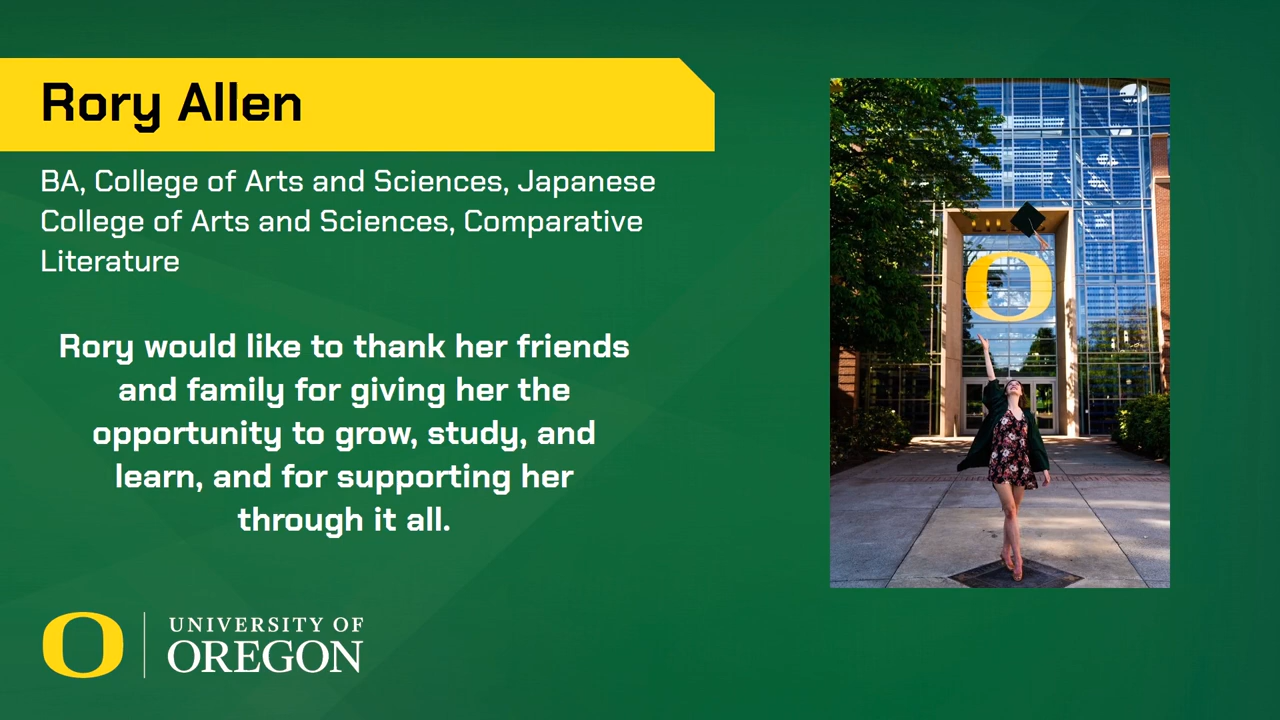 Rory Allen
BA, College of Arts and Sciences, Japanese
College of Arts and Sciences, Comparative
Literature
Rory would like to thank her friends
and family for giving her the
opportunity to grow, study, and
learn, and for supporting her
through it all.
O
UNIVERSITY OF
OREGON
O